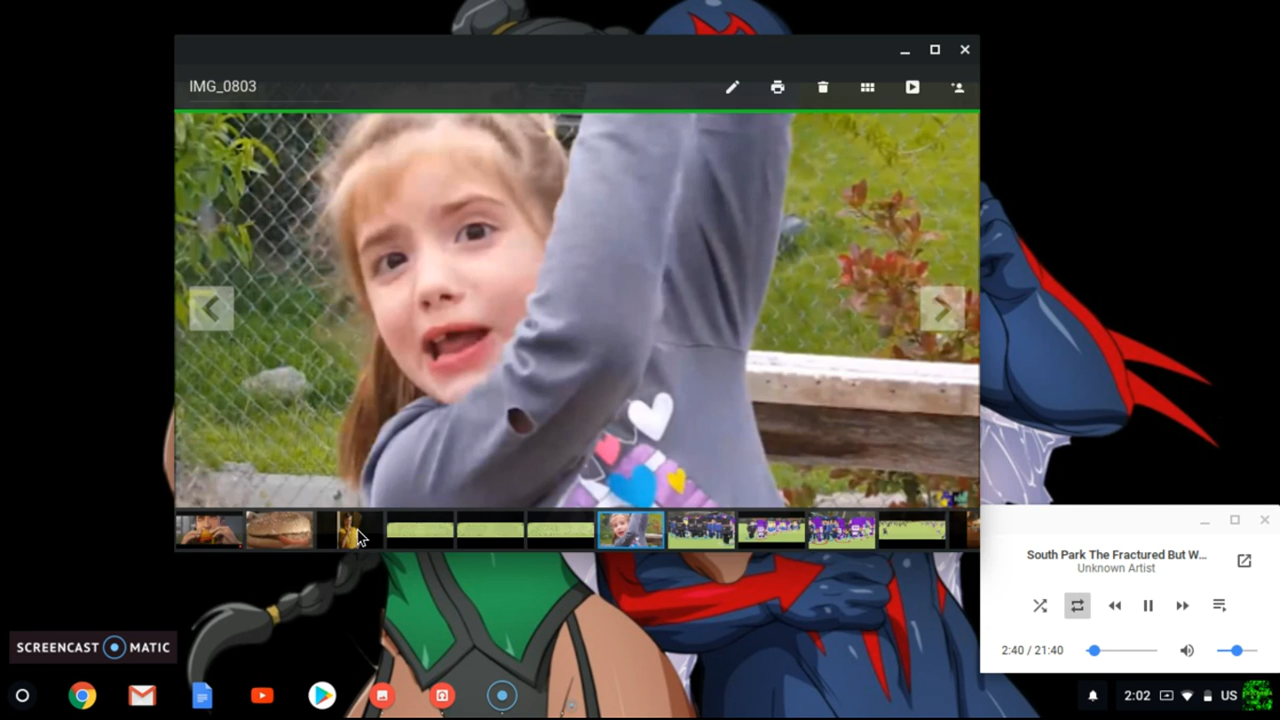 IMG_0803
South Park The Fractured But W...
Unknown Artist
2:40 / 21:40
SCREENCAST MATIC
2:02 US